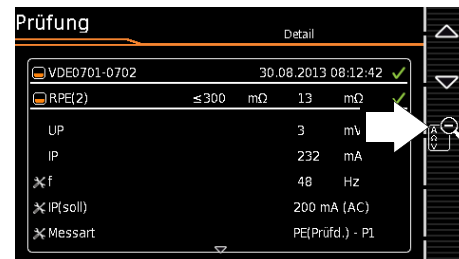 Prüfung
Detail
VDE0701-0702 30.08.2013 08:12:42
RPE(2) ≤300 mΩ 13 mΩ
UP 3 mV
IP 232 mA
f 48 Hz
IP(soll) 200 mA (AC)
Messart PE(Prüfd.) - P1
A
Ω
V